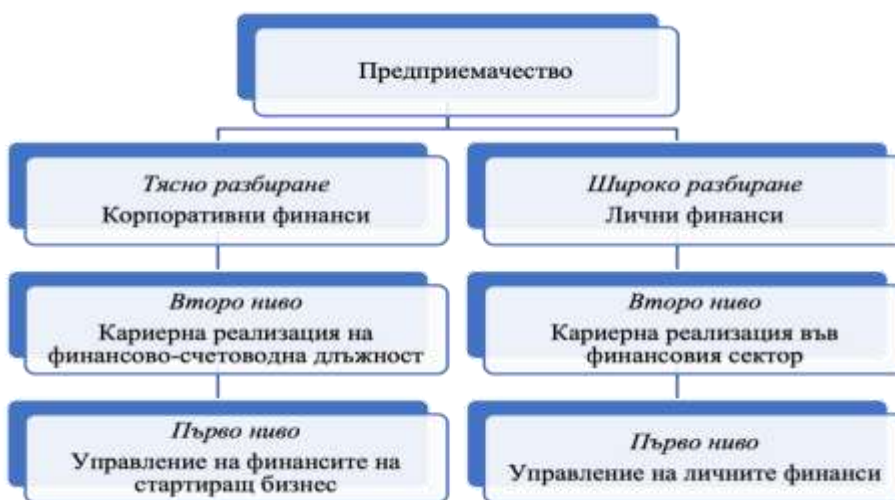 Предприемачество
Тясно разбиране
Корпоративни финанси
Широко разбиране
Лични финанси
Второ ниво
Кариерна реализация на
финансово-счетоводна длъжност
Второ ниво
Кариерна реализация във
финансовия сектор
Първо ниво
Управление на финансите на
стартиращ бизнес
Първо ниво
Управление на личните финанси